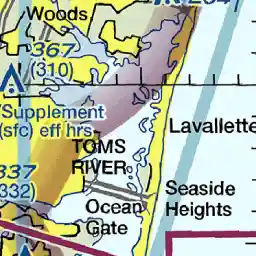 Woods
367
(310)
Supplement
(sfc) eff hrs
Lavallette
TOMS
RIVER
337
(332)
Seaside
Heights
Ocean
Gate